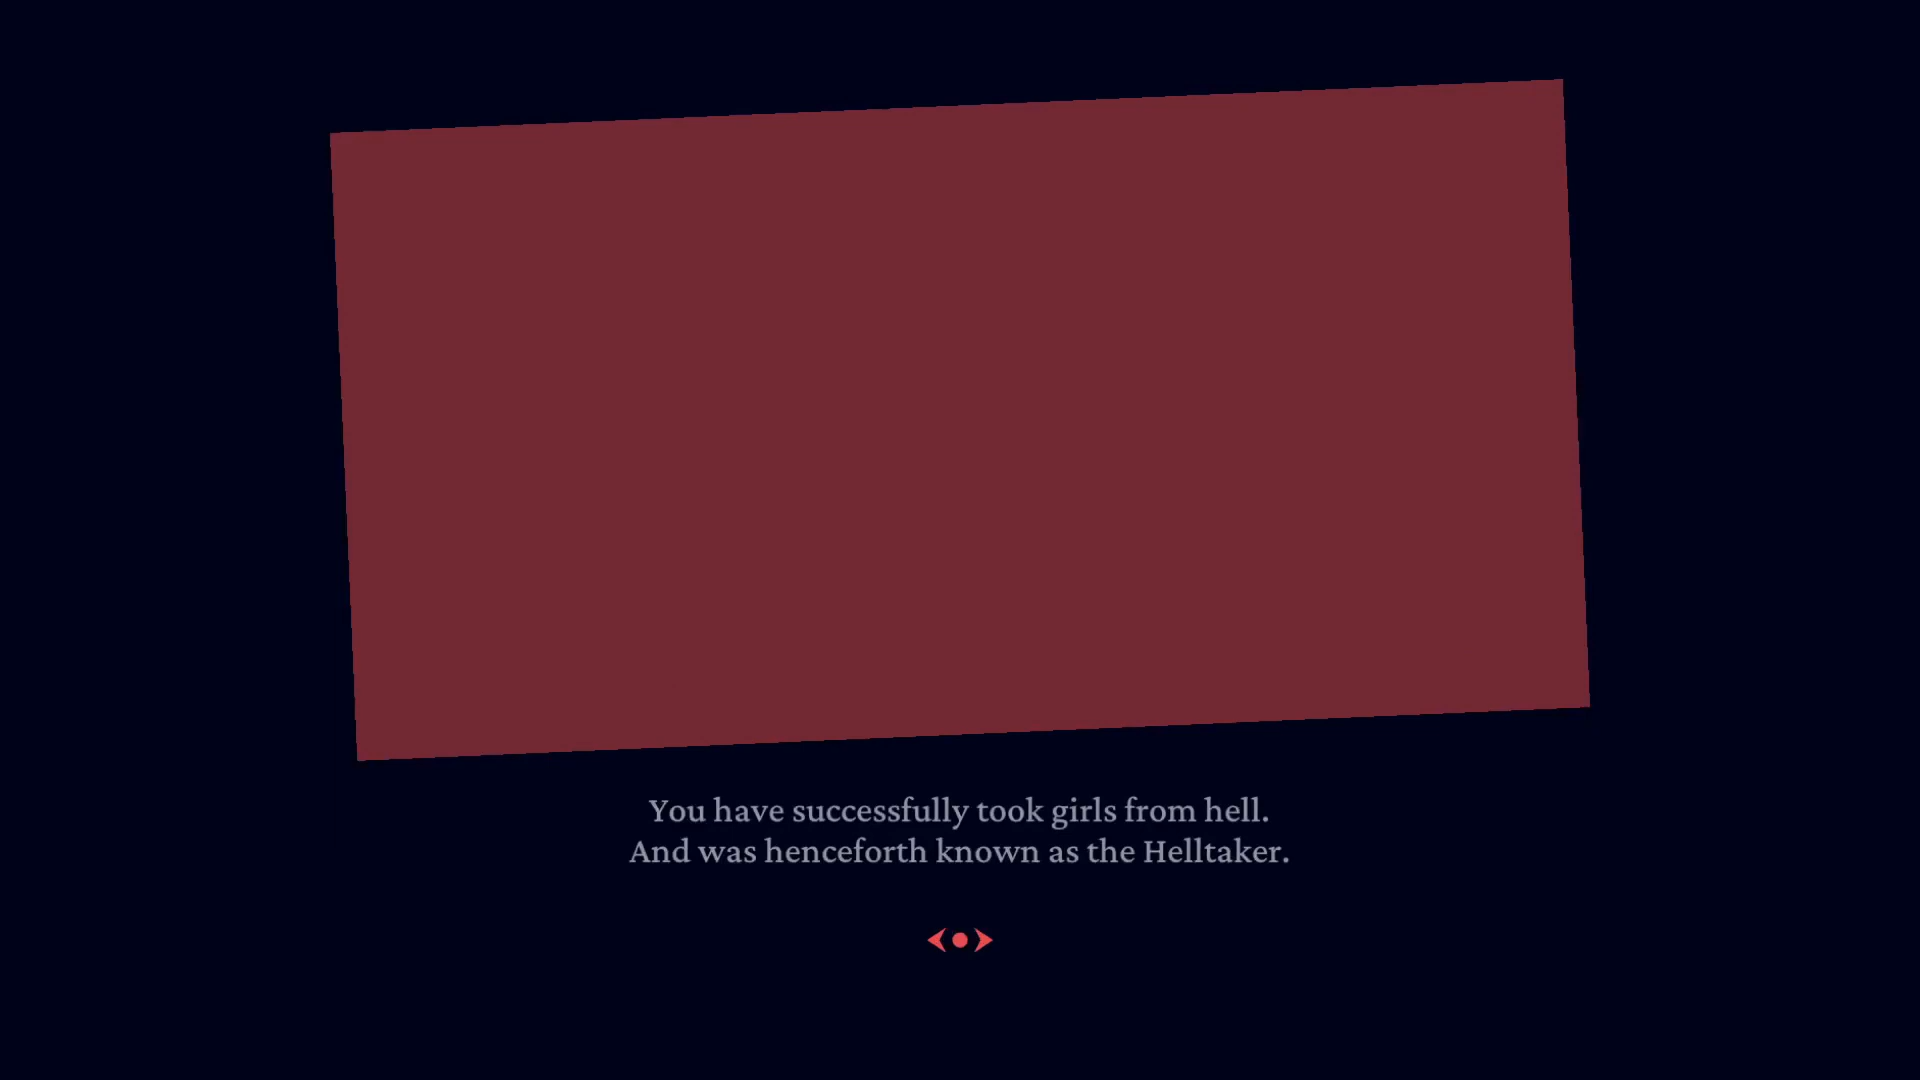 You have successfully took girls from hell.
And was henceforth known as the Helltaker.